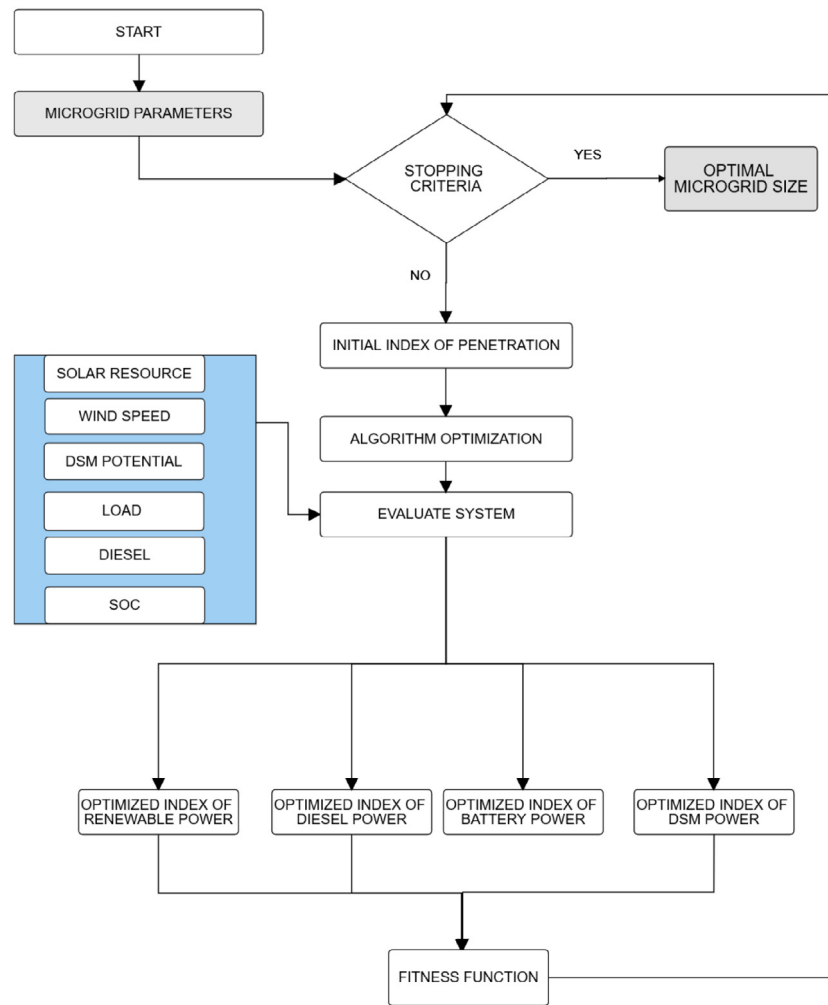 START
MICROGRID PARAMETERS
STOPPING
CRITERIA
YES
OPTIMAL
MICROGRID SIZE
NO
INITIAL INDEX OF PENETRATION
SOLAR RESOURCE
WIND SPEED
DSM POTENTIAL
LOAD
DIESEL
SOC
ALGORITHM OPTIMIZATION
EVALUATE SYSTEM
OPTIMIZED INDEX OF
RENEWABLE POWER
OPTIMIZED INDEX OF
DIESEL POWER
OPTIMIZED INDEX OF
BATTERY POWER
OPTIMIZED INDEX OF
DSM POWER
FITNESS FUNCTION